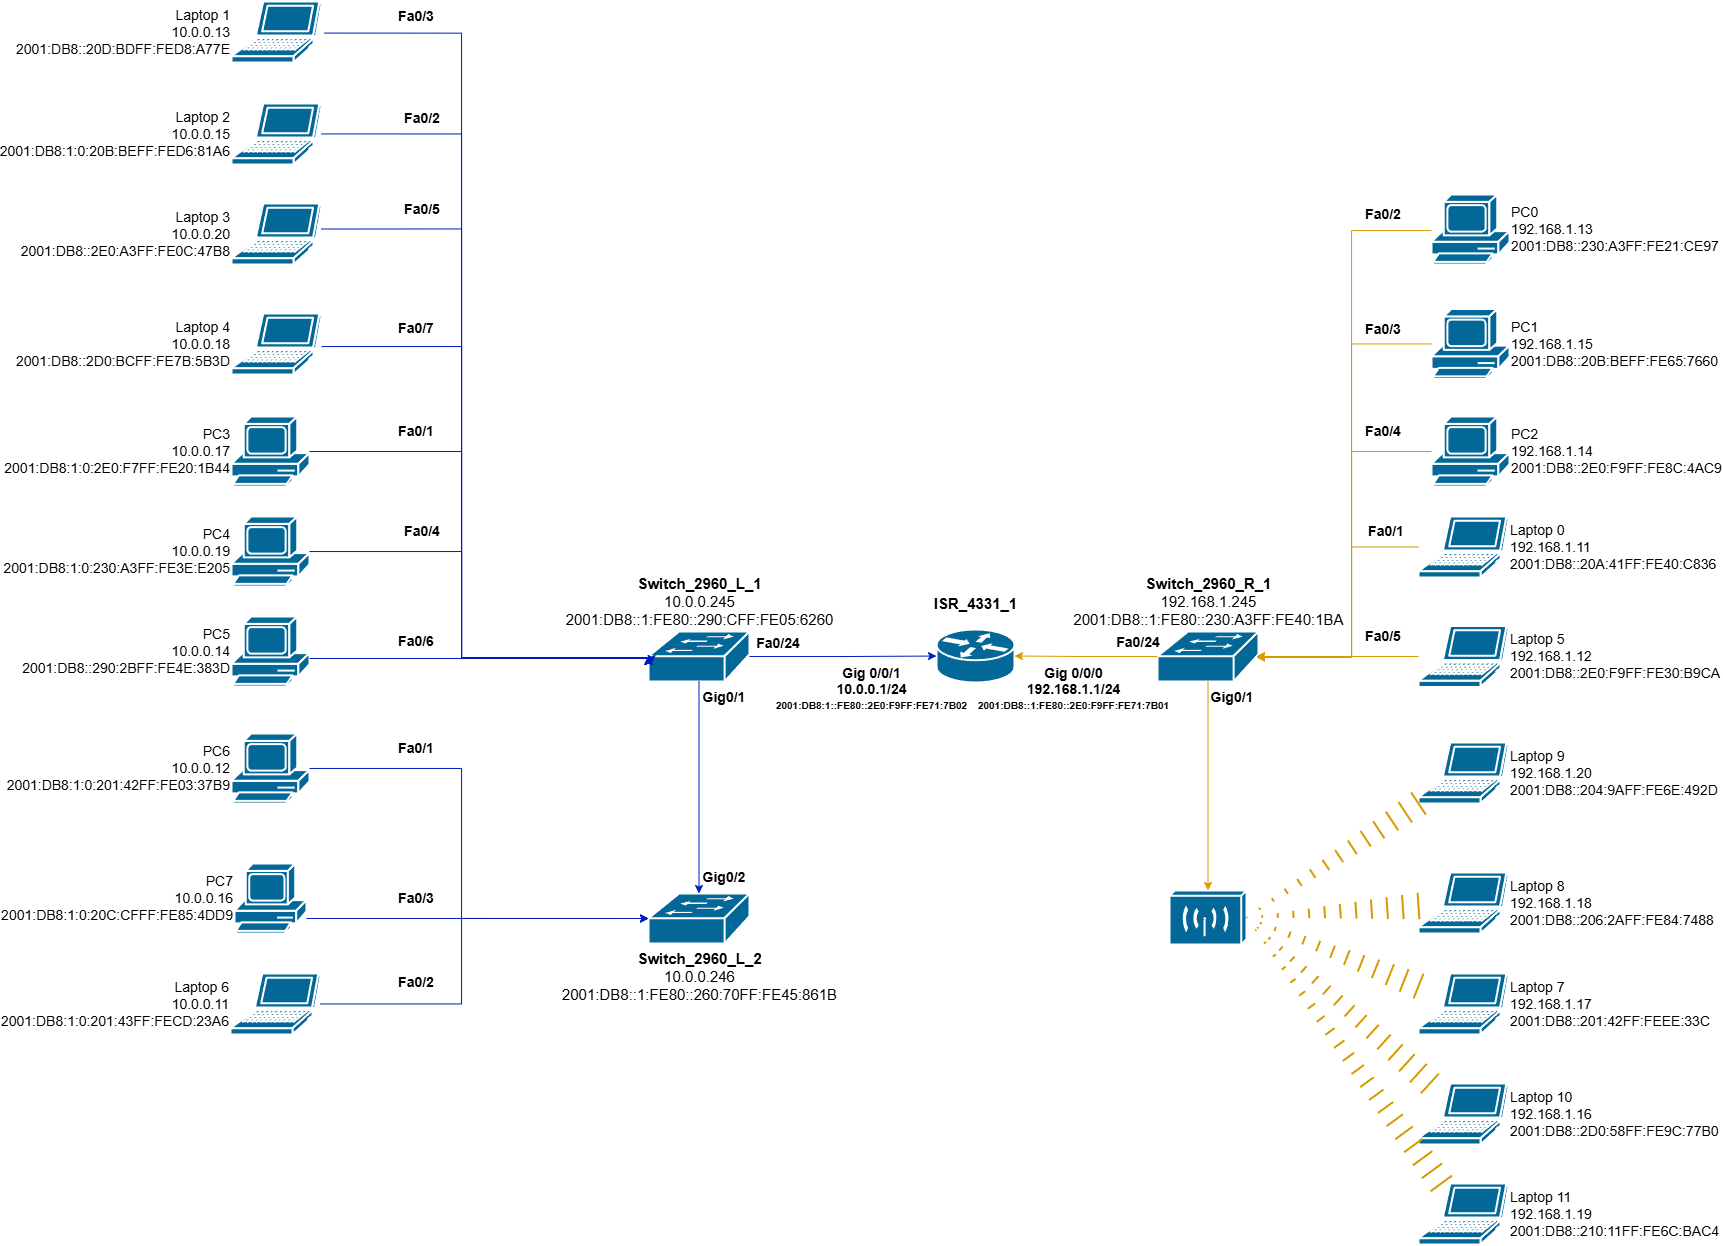 Laptop 1
10.0.0.13
2001:DB8::20D:BDFF:FED8:A77E
Fa0/3
Laptop 2
10.0.0.15
2001:DB8:1:0:20B:BEFF:FED6:81A6
Fa0/2
Laptop 3
10.0.0.20
2001:DB8::2E0:A3FF:FE0C:47B8
Fa0/5
Laptop 4
10.0.0.18
2001:DB8::2D0:BCFF:FE7B:5B3D
Fa0/7
PC3
10.0.0.17
2001:DB8:1:0:2E0:F7FF:FE20:1B44
Fa0/1
PC4
10.0.0.19
2001:DB8:1:0:230:A3FF:FE3E:E205
Fa0/4
PC5
10.0.0.14
2001:DB8::290:2BFF:FE4E:383D
Fa0/6
PC6
10.0.0.12
2001:DB8:1:0:201:42FF:FE03:37B9
Fa0/1
PC7
10.0.0.16
2001:DB8:1:0:20C:CFFF:FE85:4DD9
Fa0/3
Laptop 6
10.0.0.11
2001:DB8:1:0:201:43FF:FECD:23A6
Fa0/2
Switch_2960_L_1
10.0.0.245
2001:DB8::1:FE80::290:CFF:FE05:6260
Fa0/24
Gig0/1
Gig0/2
Switch_2960_L_2
10.0.0.246
2001:DB8::1:FE80::260:70FF:FE45:861B
ISR_4331_1
Gig 0/0/1
10.0.0.1/24
2001:DB8:1::FE80::2E0:F9FF:FE71:7B02
Gig 0/0/0
192.168.1.1/24
2001:DB8::1:FE80::2E0:F9FF:FE71:7B01
Switch_2960_R_1
192.168.1.245
2001:DB8::1:FE80::230:A3FF:FE40:1BA
Fa0/24
Gig0/1
Fa0/2
PC0
192.168.1.13
2001:DB8::230:A3FF:FE21:CE97
Fa0/3
PC1
192.168.1.15
2001:DB8::20B:BEFF:FE65:7660
Fa0/4
PC2
192.168.1.14
2001:DB8::2E0:F9FF:FE8C:4AC9
Fa0/1
Laptop 0
192.168.1.11
2001:DB8::20A:41FF:FE40:C836
Fa0/5
Laptop 5
192.168.1.12
2001:DB8::2E0:F9FF:FE30:B9CA
Laptop 9
192.168.1.20
2001:DB8::204:9AFF:FE6E:492D
Laptop 8
192.168.1.18
2001:DB8::206:2AFF:FE84:7488
Laptop 7
192.168.1.17
2001:DB8::201:42FF:FEEE:33C
Laptop 10
192.168.1.16
2001:DB8::2D0:58FF:FE9C:77B0
Laptop 11
192.168.1.19
2001:DB8::210:11FF:FE6C:BAC4